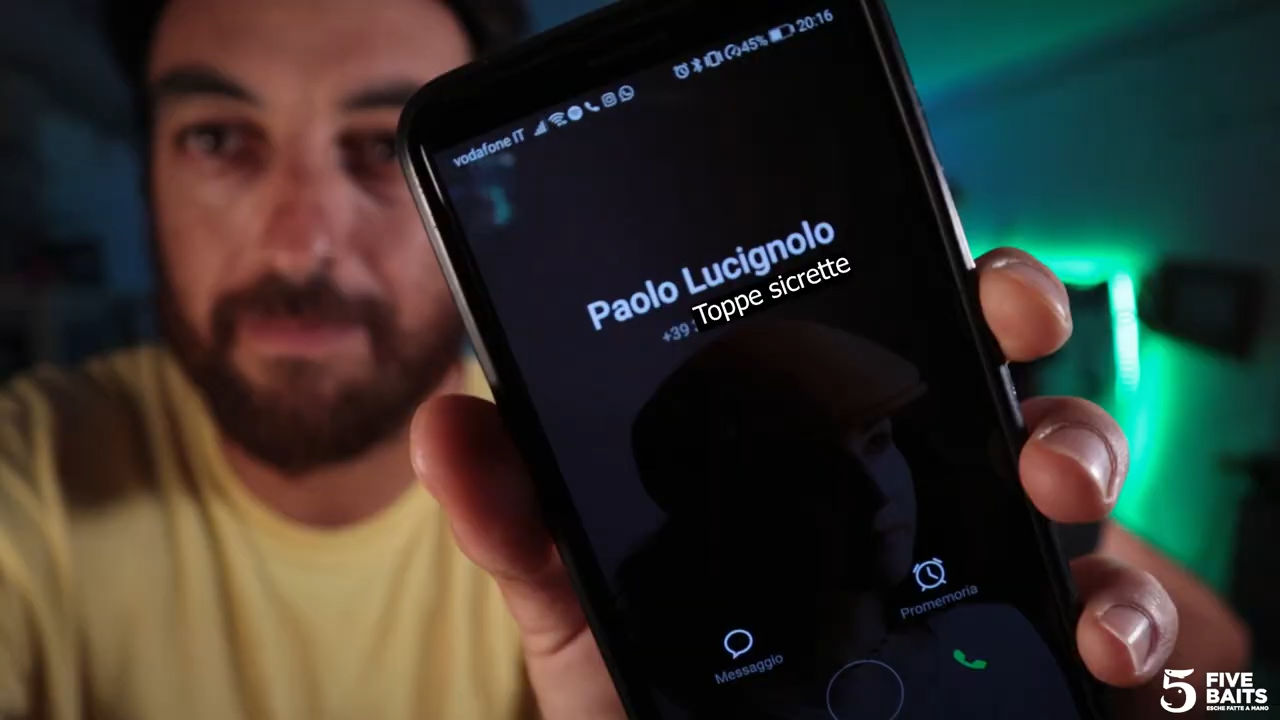 vodafone IT 45% 20:16
Paolo Lucignolo
+39
Toppe sicrette
Promemoria
Messaggio
5 FIVE
BAITS
ESCHE FATTE A MANO